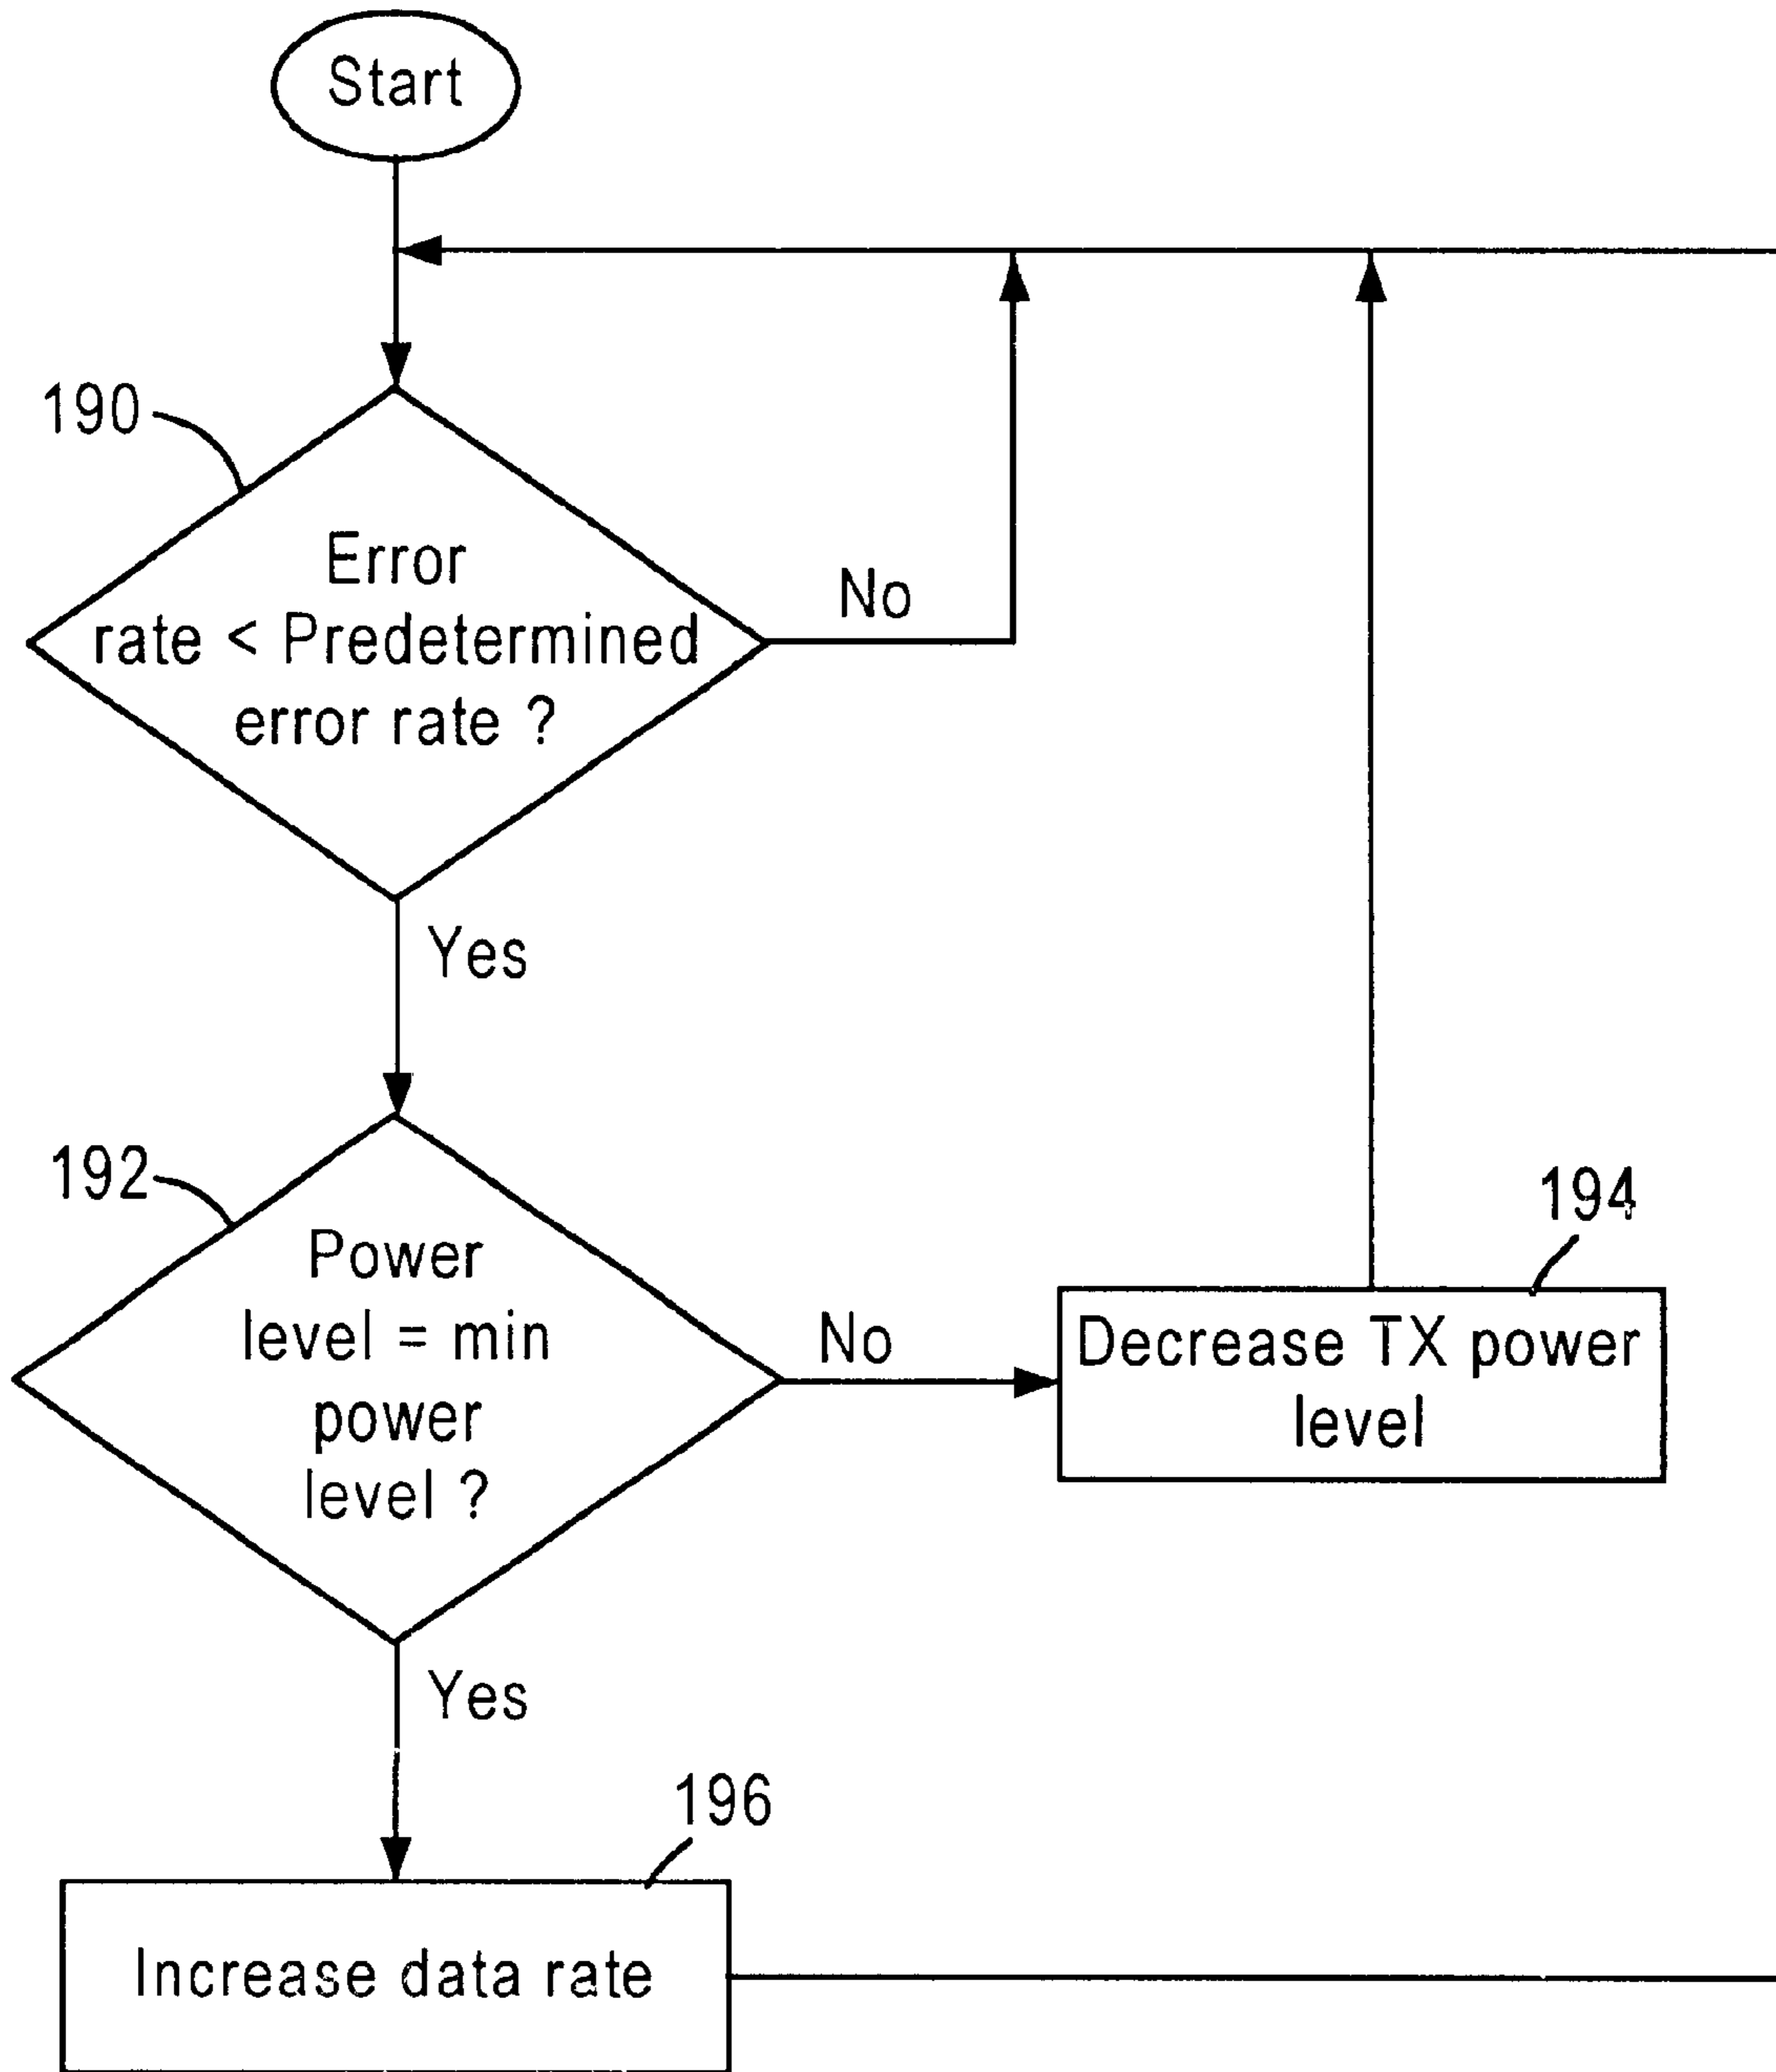 Start
190
Error
rate < Predetermined
error rate ?
No
Yes
192
Power
level = min
power
level ?
No
194
Decrease TX power
level
Yes
196
Increase data rate